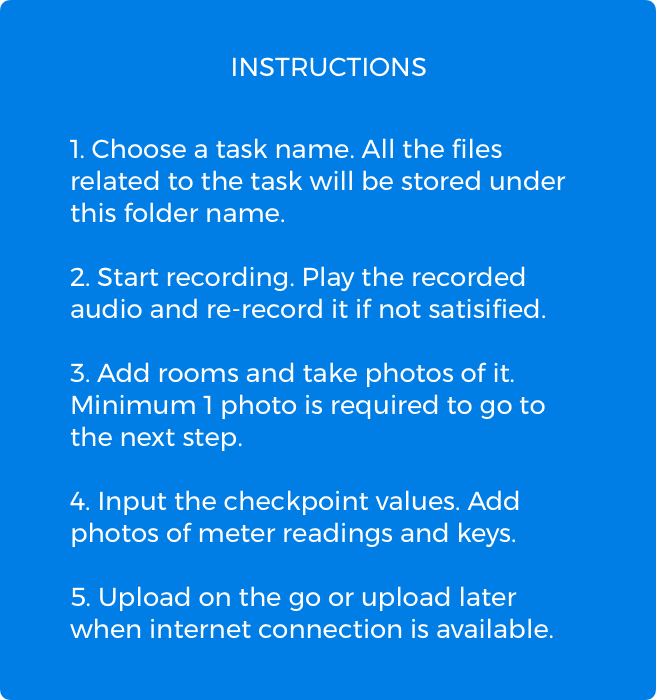 INSTRUCTIONS
1. Choose a task name. All the files
related to the task will be stored under
this folder name.
2. Start recording. Play the recorded
audio and re-record it if not satisified.
3. Add rooms and take photos of it.
Minimum 1 photo is required to go to
the next step.
4. Input the checkpoint values. Add
photos of meter readings and keys.
5. Upload on the go or upload later
when internet connection is available.